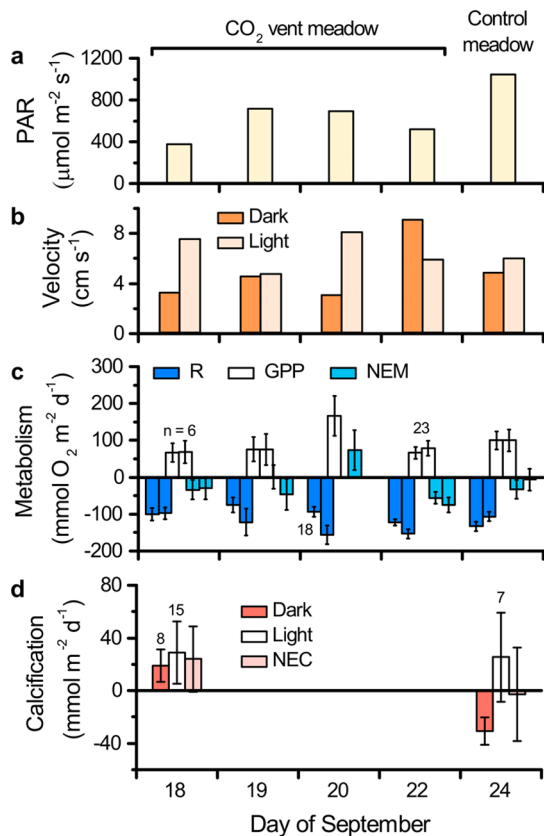 CO₂ vent meadow
Control
meadow
a
PAR
(μmol m⁻² s⁻¹)
1200
800
400
0
b
Velocity
(cm s⁻¹)
8
4
0
Dark
Light
c
Metabolism
(mmol O₂ m⁻² d⁻¹)
300
200
100
0
-100
-200
R
GPP
NEM
n = 6
23
18
d
Calcification
(mmol m⁻² d⁻¹)
80
40
0
-40
8
15
7
Dark
Light
NEC
18
19
20
22
24
Day of September